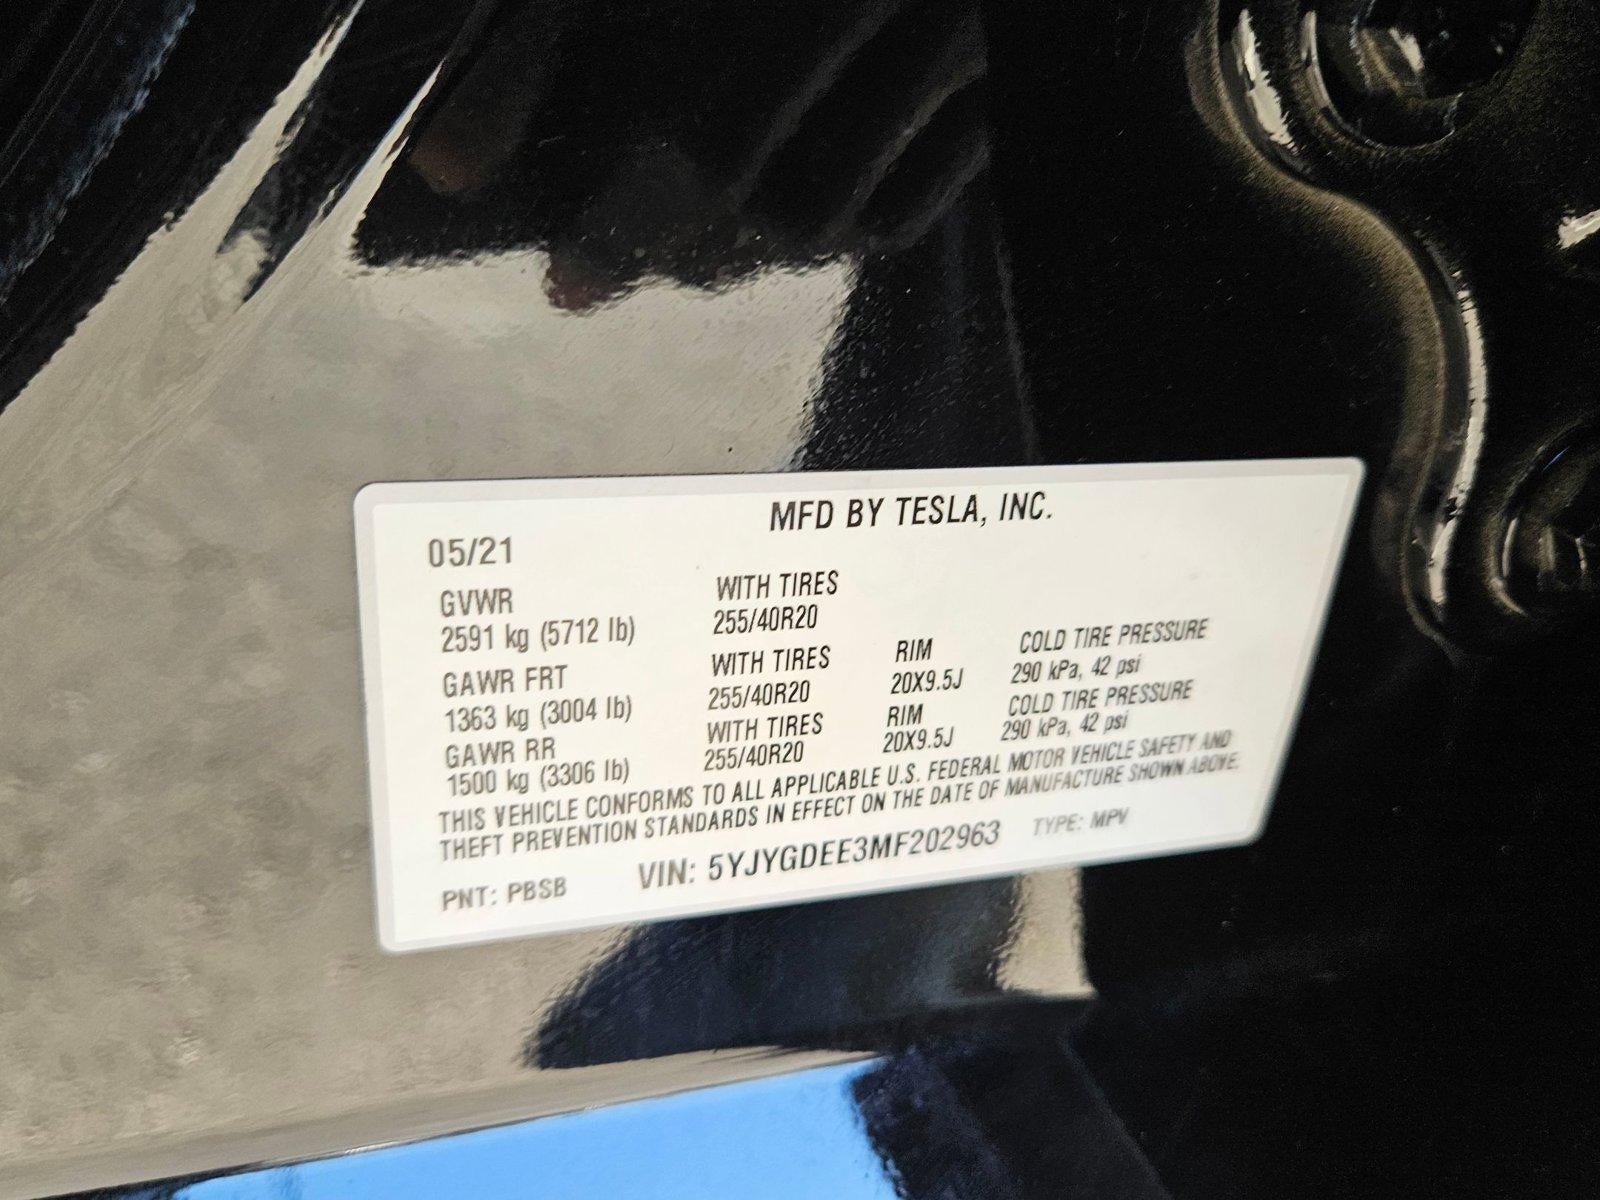 MFD BY TESLA, INC.
05/21
GVWR WITH TIRES
2591 kg (5712 lb) 255/40R20
GAWR FRT WITH TIRES RIM COLD TIRE PRESSURE
1363 kg (3004 lb) 255/40R20 20X9.5J 290 kPa, 42 psi
GAWR RR WITH TIRES RIM COLD TIRE PRESSURE
1500 kg (3306 lb) 255/40R20 20X9.5J 290 kPa, 42 psi
THIS VEHICLE CONFORMS TO ALL APPLICABLE U.S. FEDERAL MOTOR VEHICLE SAFETY AND
THEFT PREVENTION STANDARDS IN EFFECT ON THE DATE OF MANUFACTURE SHOWN ABOVE.
PNT: PBSB VIN: 5YJYGDEE3MF202963 TYPE: MPV